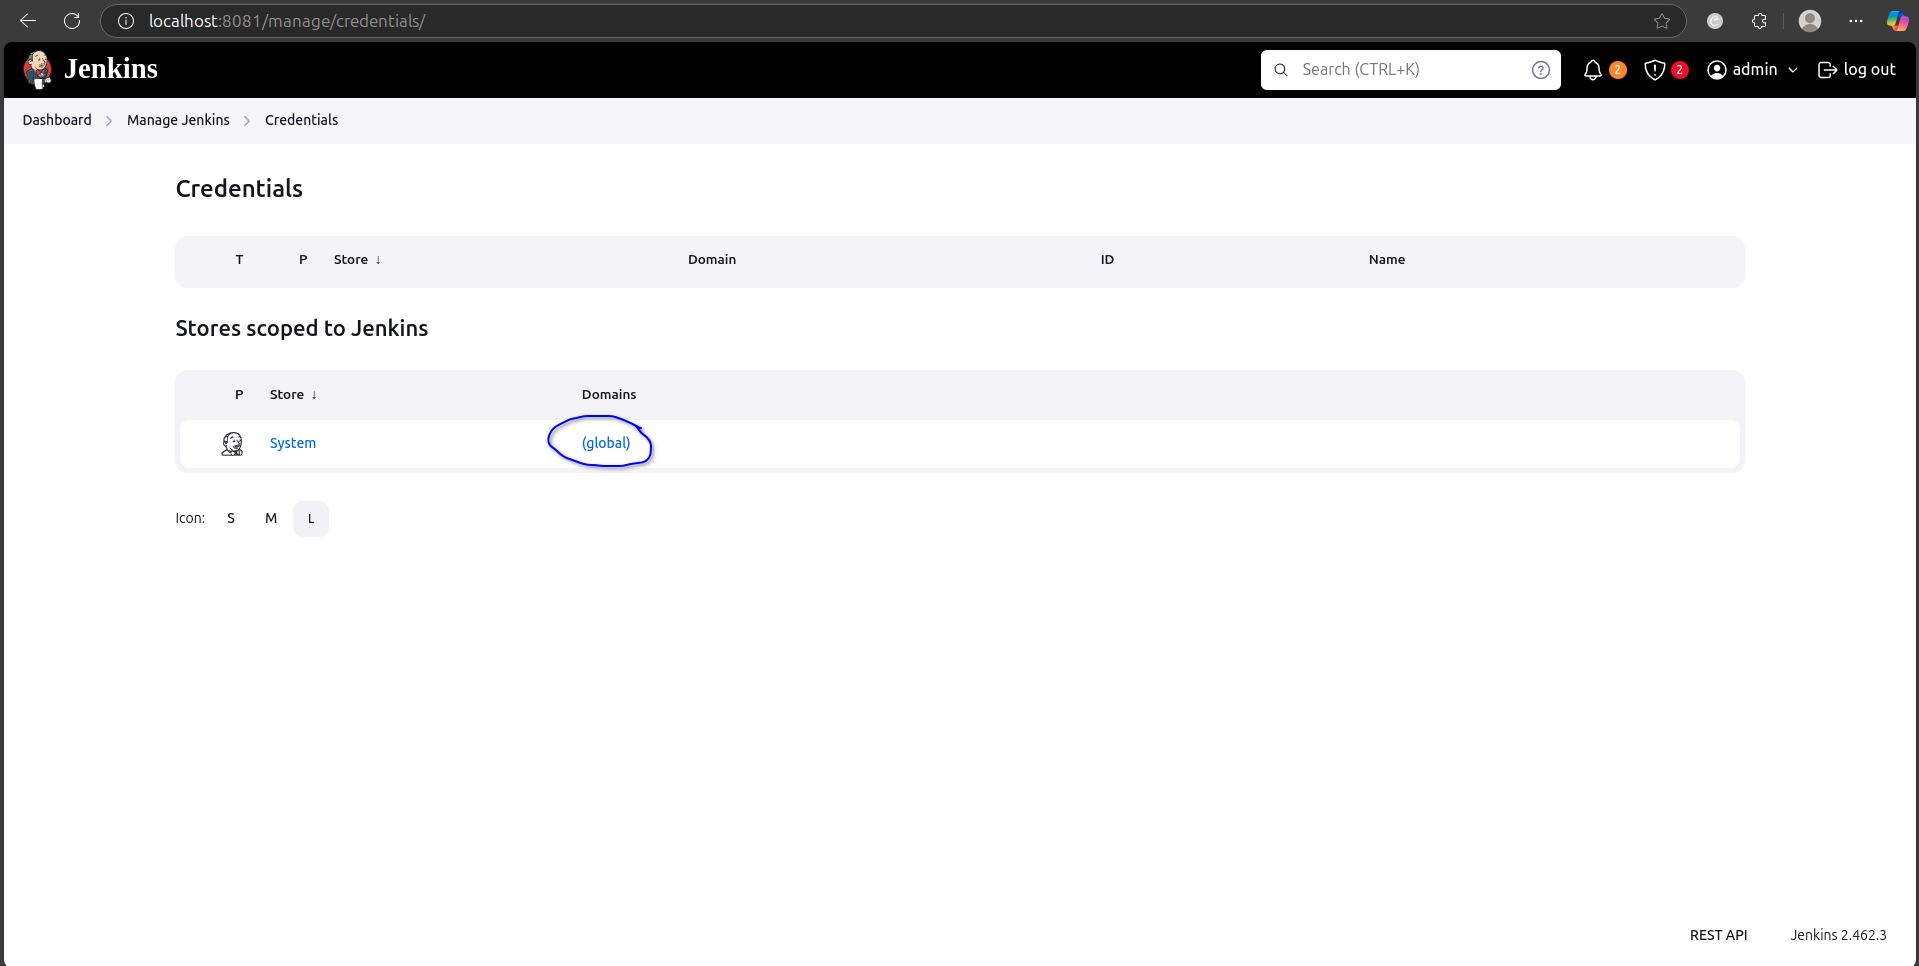 localhost:8081/manage/credentials/
Jenkins
Search (CTRL+K)
2
2
admin
log out
Dashboard
Manage Jenkins
Credentials
Credentials
T P Store ↓ Domain ID Name
Stores scoped to Jenkins
P Store ↓ Domains
System (global)
Icon: S M L
REST API Jenkins 2.462.3